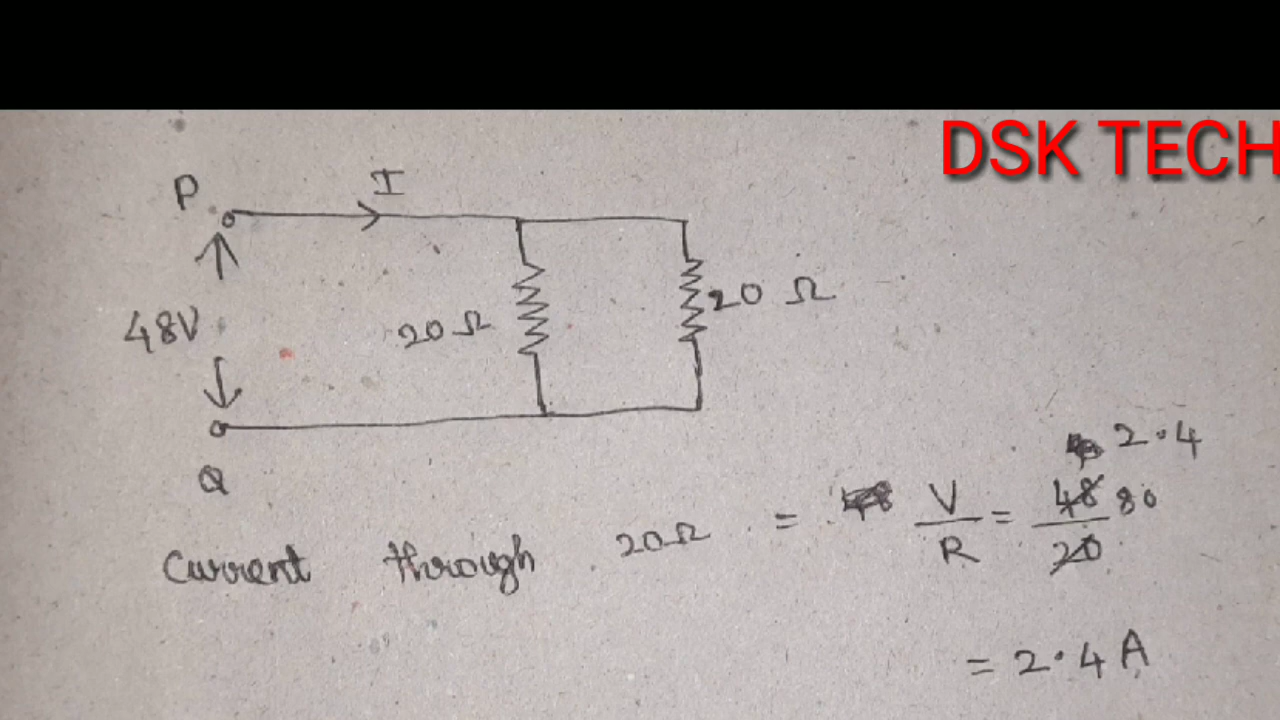 DSK TECH
P
I
48V
20 Ω
20 Ω
Q
2.4
Current through 20Ω = V/R = 48/20 80
= 2.4 A